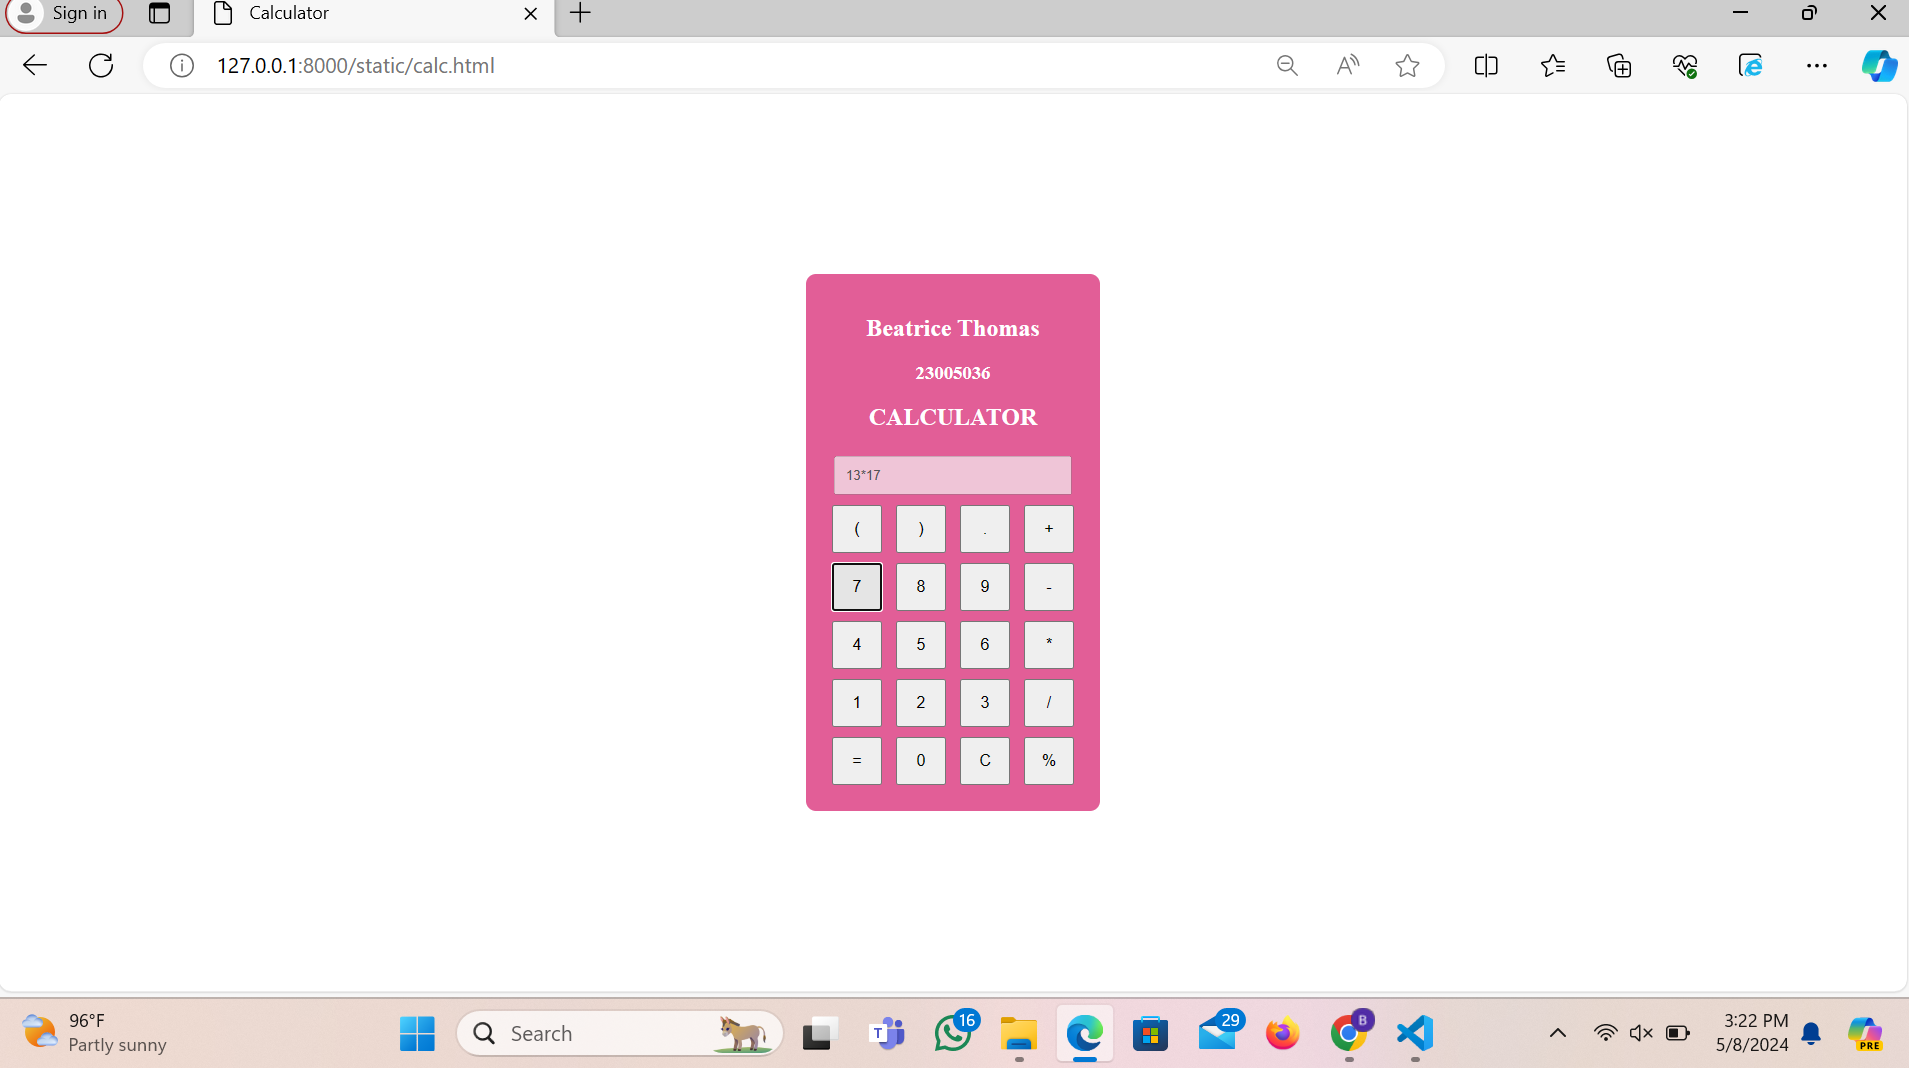 Sign in
Calculator
127.0.0.1:8000/static/calc.html
Beatrice Thomas
23005036
CALCULATOR
13*17
( ) . +
7 8 9 -
4 5 6 *
1 2 3 /
= 0 C %
96°F
Partly sunny
Search
T
16
29
B
3:22 PM
5/8/2024
PRE